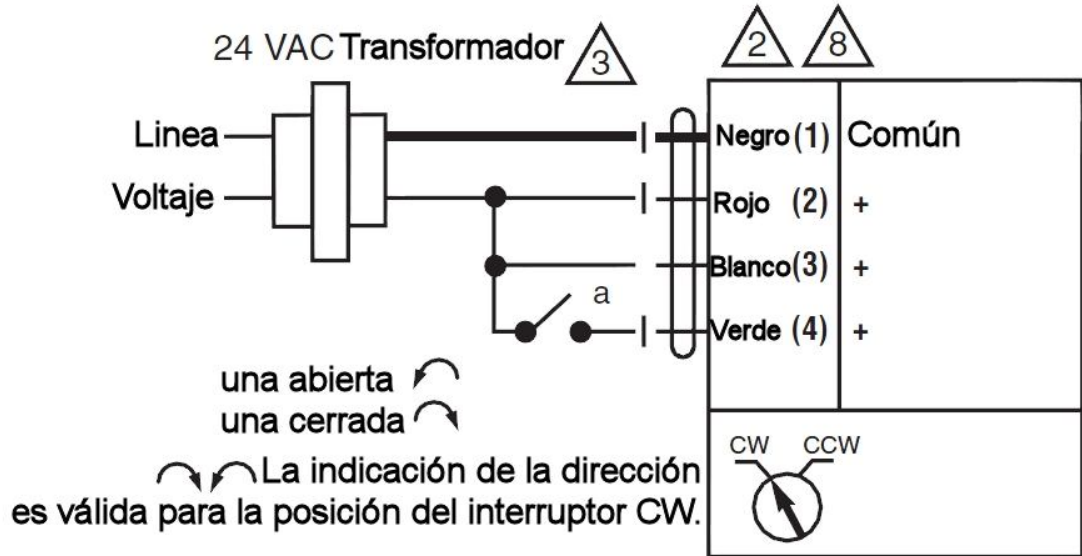 24 VAC Transformador
3
2
8
Linea
Negro (1)
Común
Voltaje
Rojo (2)
+
Blanco(3)
+
a
Verde (4)
+
una abierta
una cerrada
CW
CCW
La indicación de la dirección
es válida para la posición del interruptor CW.